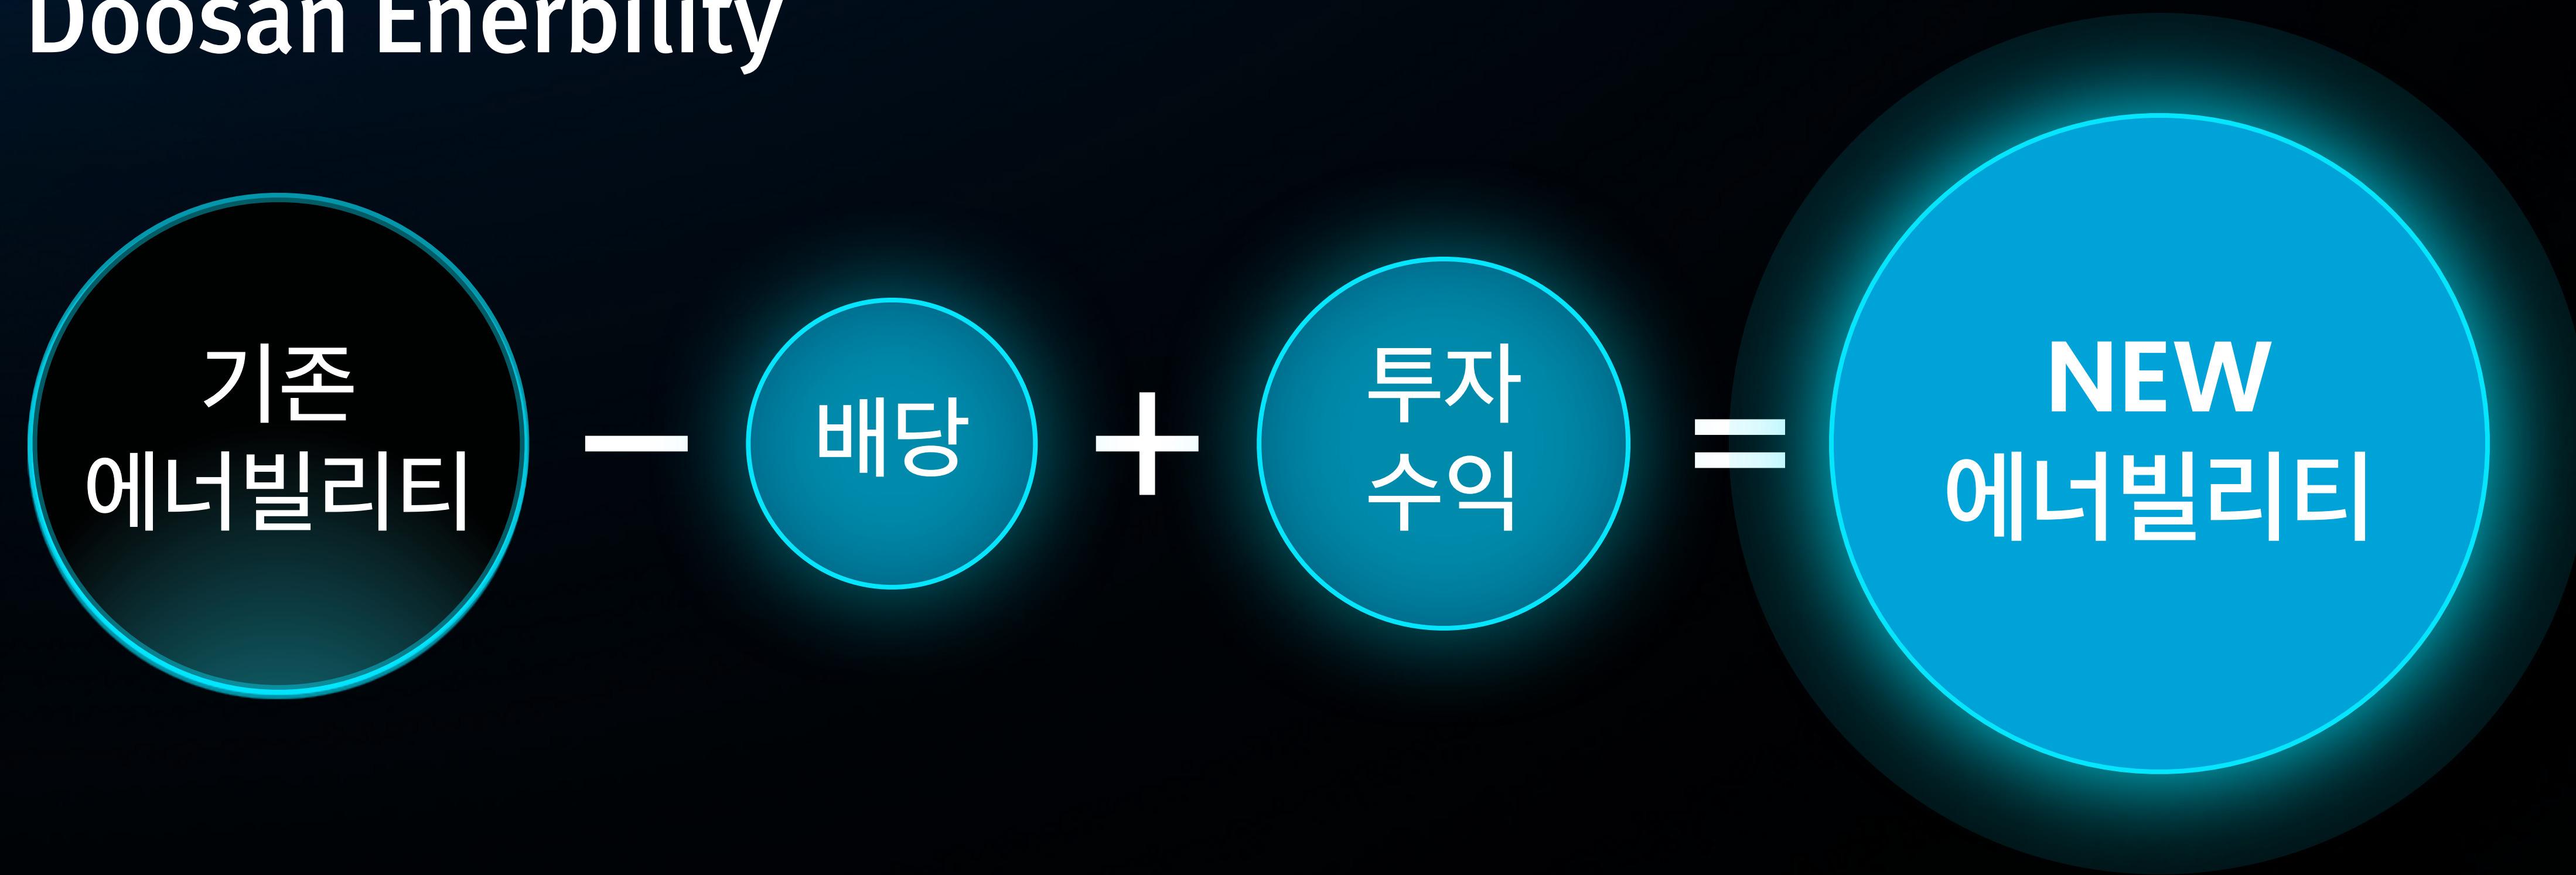 Doosan Enerbility
기존
에너빌리티
−
배당
+
투자
수익
=
NEW
에너빌리티